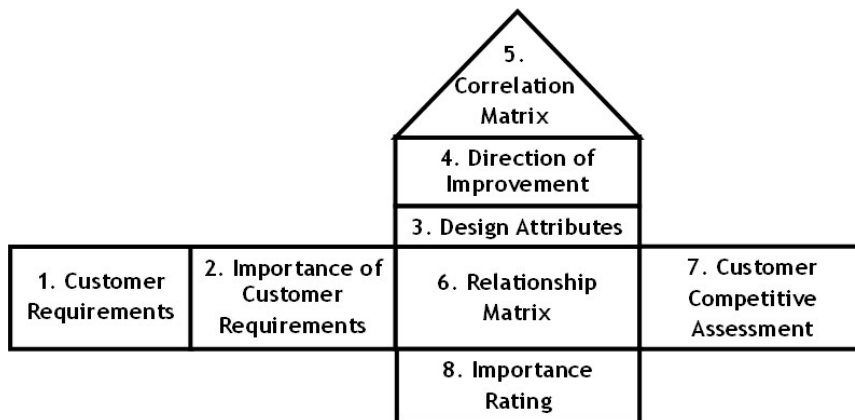 5.
Correlation
Matrix
4. Direction of
Improvement
3. Design Attributes
1. Customer
Requirements
2. Importance of
Customer
Requirements
6. Relationship
Matrix
7. Customer
Competitive
Assessment
8. Importance
Rating